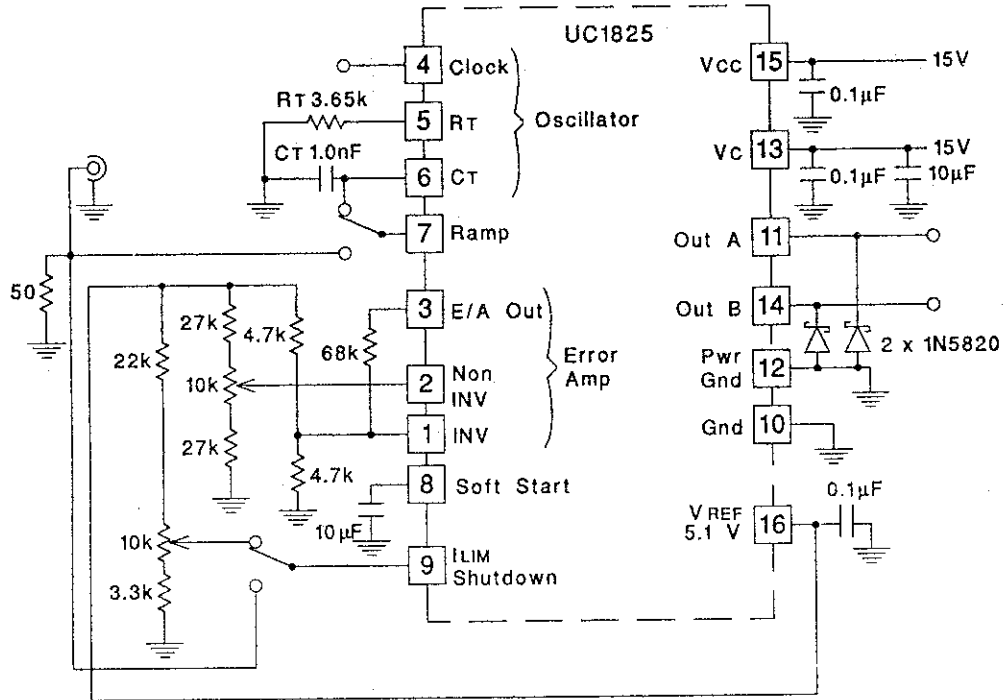 UC1825
4 Clock
RT 3.65k
5 RT
Oscillator
CT 1.0nF
6 CT
7 Ramp
50
3 E/A Out
27k
4.7k
68k
22k
Error
Amp
10k
2 Non
INV
27k
1 INV
4.7k
8 Soft Start
10µF
10k
9 ILIM
Shutdown
3.3k
Vcc 15
15V
0.1µF
Vc 13
15V
0.1µF
10µF
Out A 11
Out B 14
2 x 1N5820
Pwr
Gnd 12
Gnd 10
0.1µF
VREF
5.1 V 16